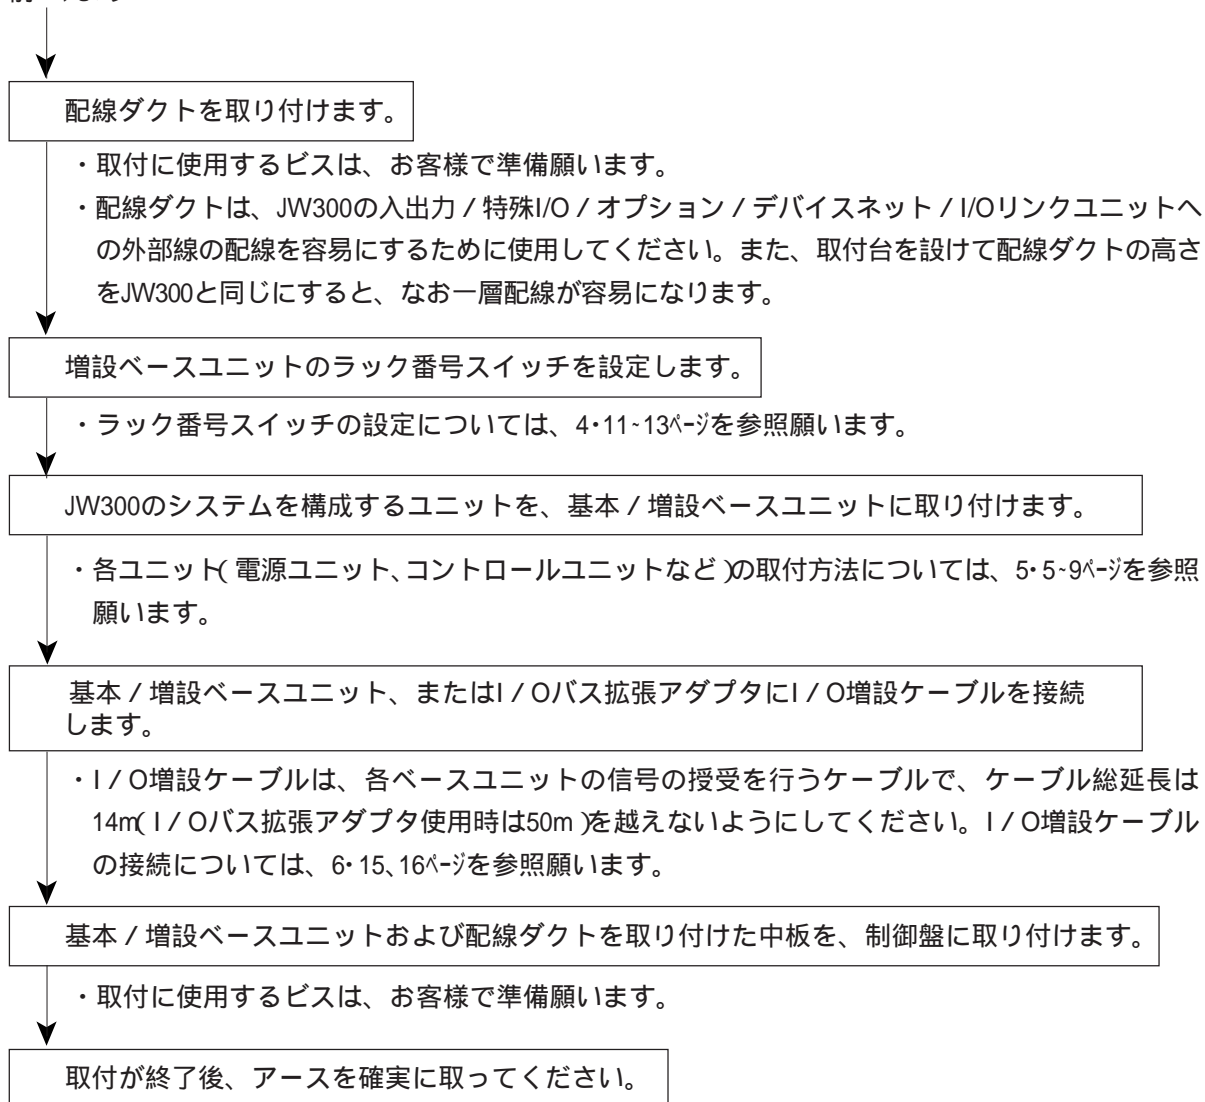 配線ダクトを取り付けます。
・取付に使用するビスは、お客様で準備願います。
・配線ダクトは、JW300の入出力／特殊I/O／オプション／デバイスネット／I/Oリンクユニットへ
の外部線の配線を容易にするために使用してください。また、取付台を設けて配線ダクトの高さ
をJW300と同じにすると、なお一層配線が容易になります。
増設ベースユニットのラック番号スイッチを設定します。
・ラック番号スイッチの設定については、4・11~13ﾍﾟｰｼﾞを参照願います。
JW300のシステムを構成するユニットを、基本／増設ベースユニットに取り付けます。
・各ユニット(電源ユニット、コントロールユニットなど)の取付方法については、5・5~9ﾍﾟｰｼﾞを参照
願います。
基本／増設ベースユニット、またはI／Oバス拡張アダプタにI／O増設ケーブルを接続
します。
・I／O増設ケーブルは、各ベースユニットの信号の授受を行うケーブルで、ケーブル総延長は
14m(I／Oバス拡張アダプタ使用時は50m)を越えないようにしてください。I／O増設ケーブル
の接続については、6・15、16ﾍﾟｰｼﾞを参照願います。
基本／増設ベースユニットおよび配線ダクトを取り付けた中板を、制御盤に取り付けます。
・取付に使用するビスは、お客様で準備願います。
取付が終了後、アースを確実に取ってください。